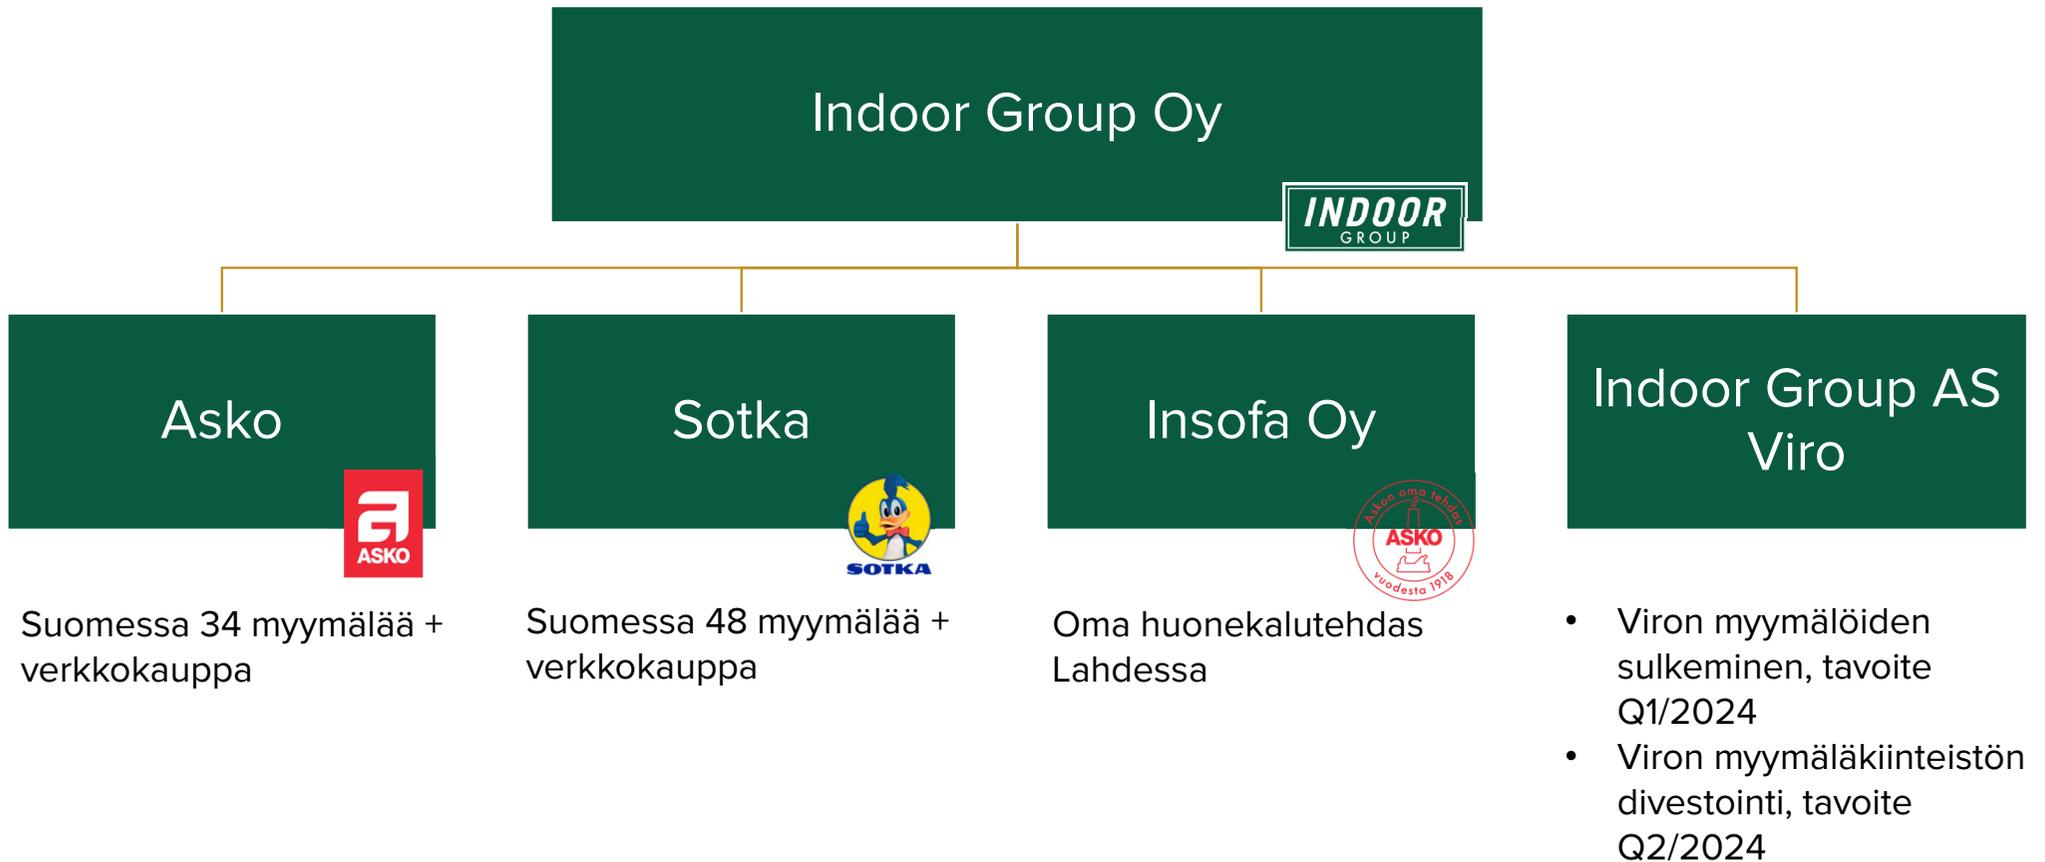 Indoor Group Oy
INDOOR
GROUP
Asko
ASKO
Suomessa 34 myymälää +
verkkokauppa
Sotka
SOTKA
Suomessa 48 myymälää +
verkkokauppa
Insofa Oy
Askon oma tehdas
ASKO
vuodesta 1918
Oma huonekalutehdas
Lahdessa
Indoor Group AS
Viro
• Viron myymälöiden
sulkeminen, tavoite
Q1/2024
• Viron myymäläkiinteistön
divestointi, tavoite
Q2/2024